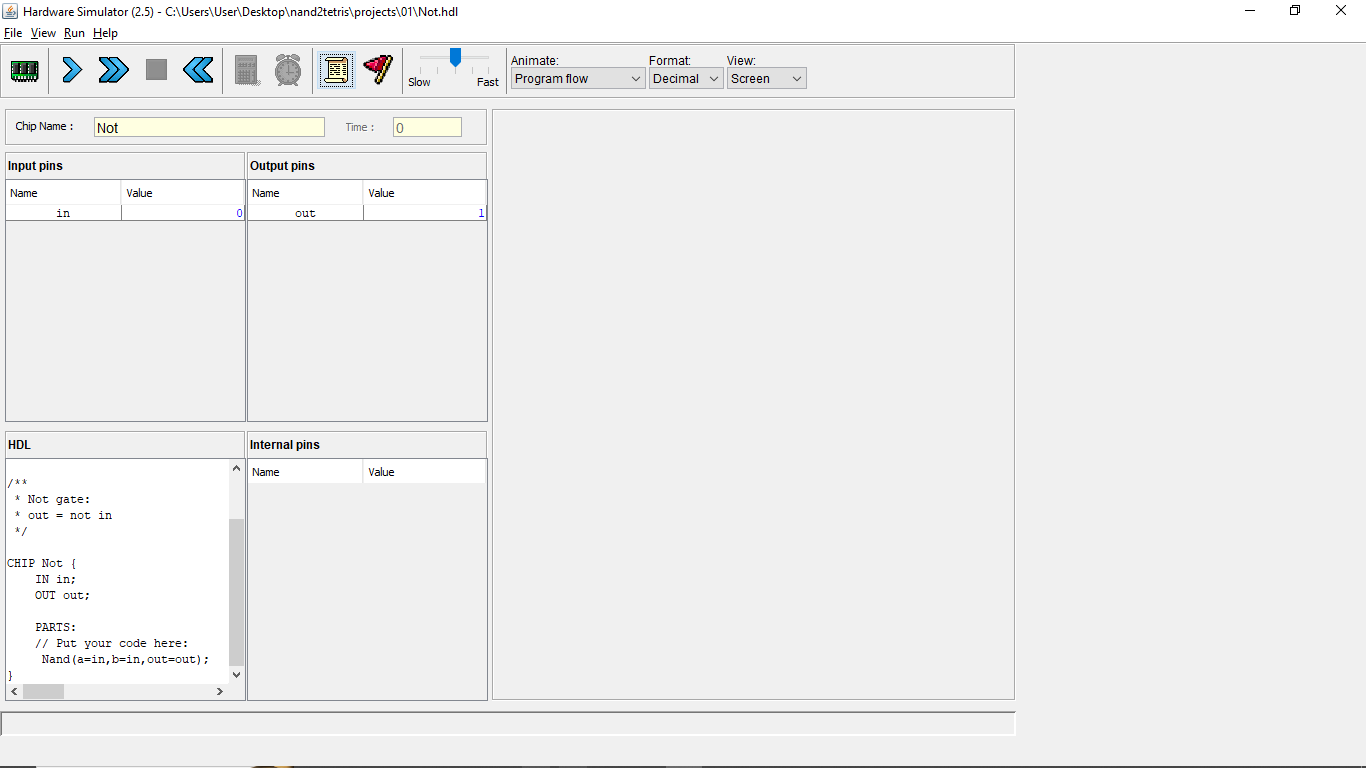 Hardware Simulator (2.5) - C:\Users\User\Desktop\nand2tetris\projects\01\Not.hdl
File View Run Help
Slow Fast
Animate: Format: View:
Program flow Decimal Screen
Chip Name : Not Time : 0
Input pins Output pins
Name Value Name Value
in 0 out 1
HDL Internal pins
Name Value
/**
 * Not gate:
 * out = not in
 */
CHIP Not {
    IN in;
    OUT out;
    PARTS:
    // Put your code here:
     Nand(a=in,b=in,out=out);
}